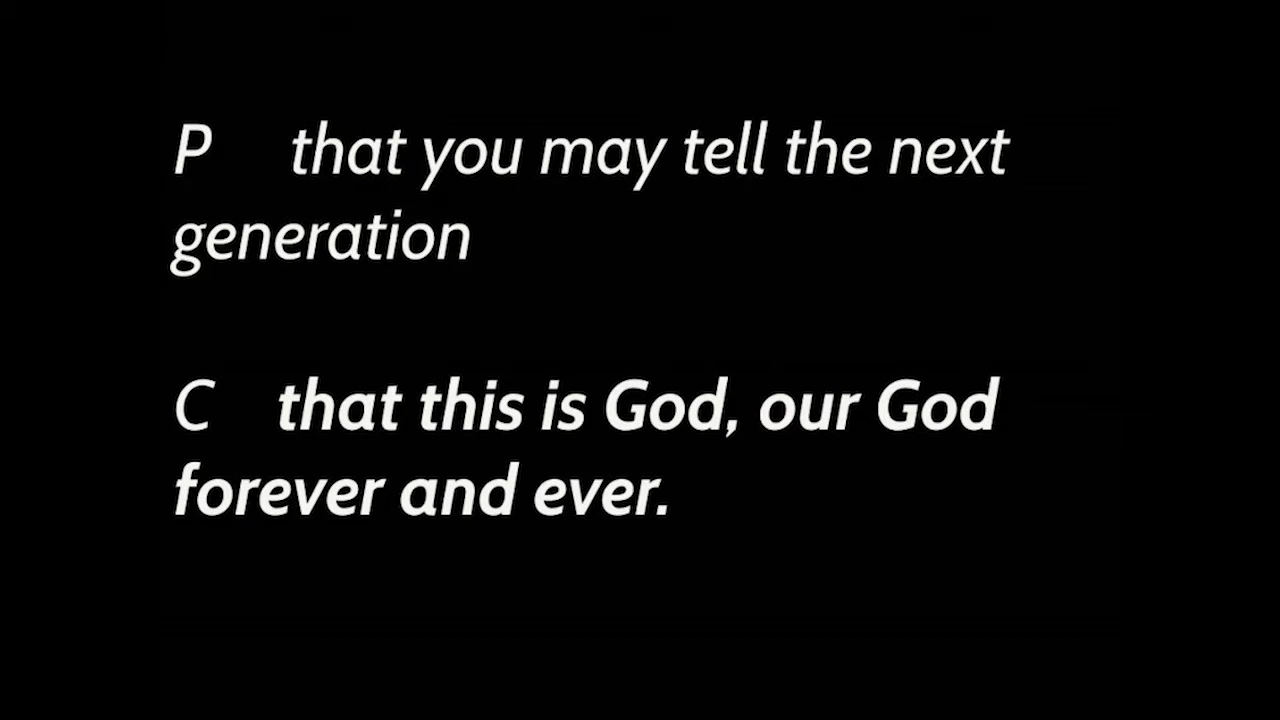 P that you may tell the next
generation
C that this is God, our God
forever and ever.